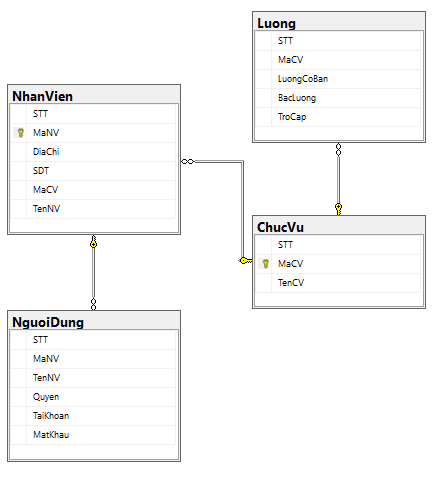 NhanVien
STT
MaNV
DiaChi
SDT
MaCV
TenNV
NguoiDung
STT
MaNV
TenNV
Quyen
TaiKhoan
MatKhau
Luong
STT
MaCV
LuongCoBan
BacLuong
TroCap
ChucVu
STT
MaCV
TenCV